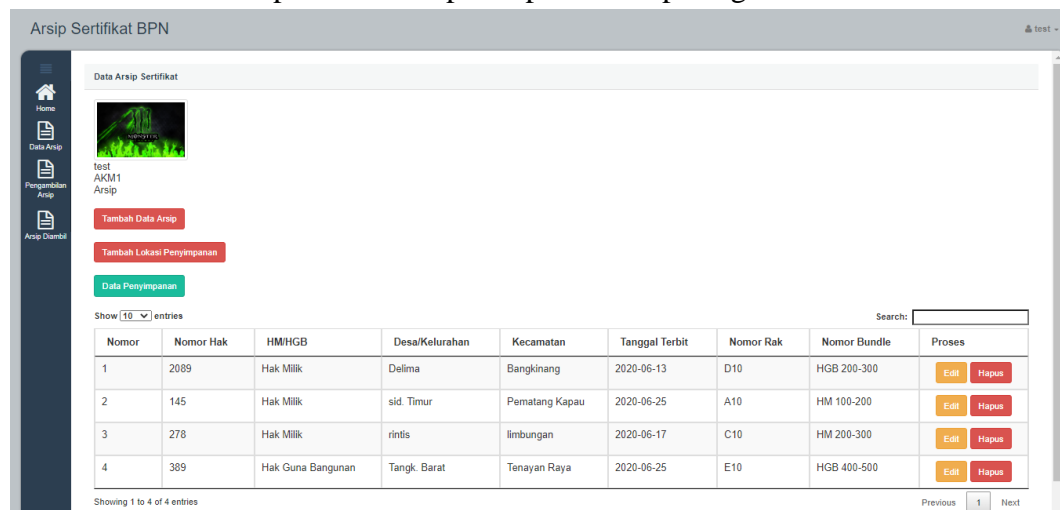 Arsip Sertifikat BPN
test
Home
Data Arsip
Pengambilan
Arsip
Arsip Diambil
Data Arsip Sertifikat
MONSTER
test
AKM1
Arsip
Tambah Data Arsip
Tambah Lokasi Penyimpanan
Data Penyimpanan
Show 10 entries
Search:
Nomor Nomor Hak HM/HGB Desa/Kelurahan Kecamatan Tanggal Terbit Nomor Rak Nomor Bundle Proses
1 2089 Hak Milik Delima Bangkinang 2020-06-13 D10 HGB 200-300 Edit Hapus
2 145 Hak Milik sid. Timur Pematang Kapau 2020-06-25 A10 HM 100-200 Edit Hapus
3 278 Hak Milik rintis limbungan 2020-06-17 C10 HM 200-300 Edit Hapus
4 389 Hak Guna Bangunan Tangk. Barat Tenayan Raya 2020-06-25 E10 HGB 400-500 Edit Hapus
Showing 1 to 4 of 4 entries
Previous 1 Next